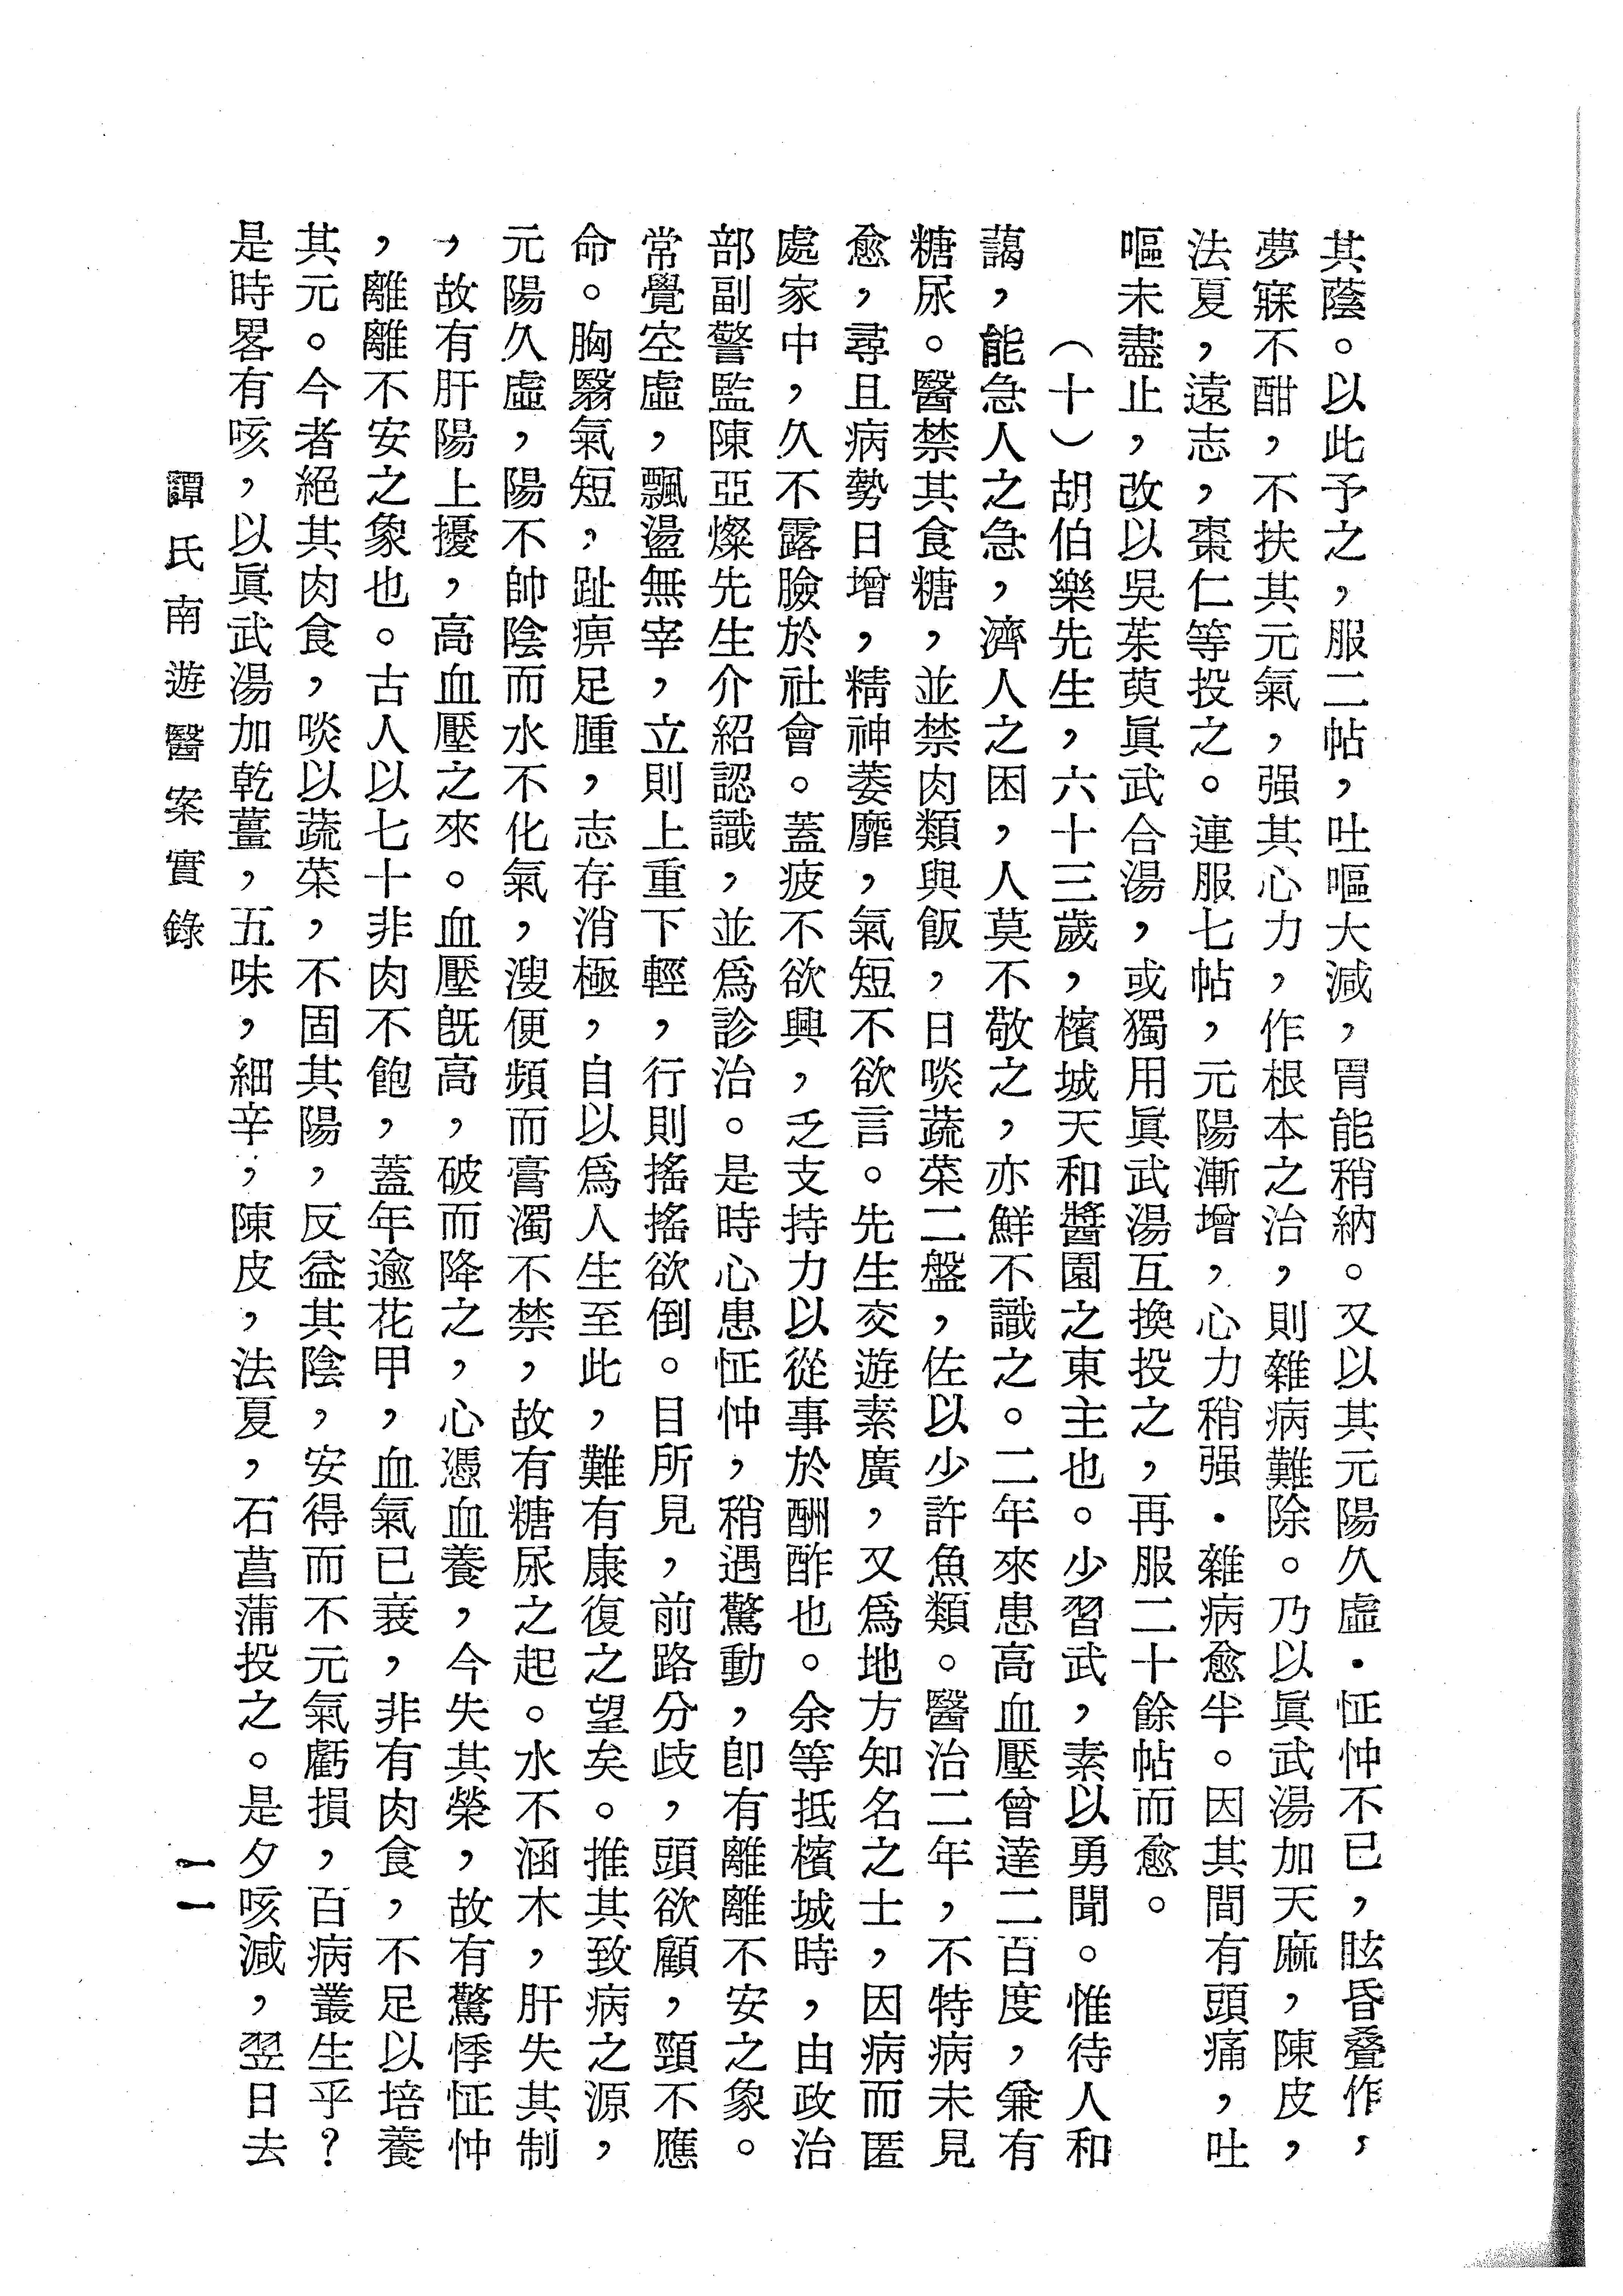 其蔭。以此予之，服二帖，吐嘔大減，胃能稍納。又以其元陽久虛．怔忡不已，眩昏疊作，
夢寐不酣，不扶其元氣，强其心力，作根本之治，則雜病難除。乃以眞武湯加天麻，陳皮，
法夏，遠志，棗仁等投之。連服七帖，元陽漸增，心力稍强．雜病愈半。因其間有頭痛，吐
嘔未盡止，改以吳茱萸眞武合湯，或獨用眞武湯互換投之，再服二十餘帖而愈。
（十）胡伯樂先生，六十三歲，檳城天和醬園之東主也。少習武，素以勇聞。惟待人和
藹，能急人之急，濟人之困，人莫不敬之，亦鮮不識之。二年來患高血壓曾達二百度，兼有
糖尿。醫禁其食糖，並禁肉類與飯，日啖蔬菜二盤，佐以少許魚類。醫治二年，不特病未見
愈，尋且病勢日增，精神萎靡，氣短不欲言。先生交遊素廣，又爲地方知名之士，因病而匿
處家中，久不露臉於社會。蓋疲不欲興，乏支持力以從事於酬酢也。余等抵檳城時，由政治
部副警監陳亞燦先生介紹認識，並爲診治。是時心患怔忡，稍遇驚動，卽有離離不安之象。
常覺空虛，飄盪無宰，立則上重下輕，行則搖搖欲倒。目所見，前路分歧，頭欲顧，頸不應
命。胸翳氣短，趾痹足腫，志存消極，自以爲人生至此，難有康復之望矣。推其致病之源，
元陽久虛，陽不帥陰而水不化氣，溲便頻而膏濁不禁，故有糖尿之起。水不涵木，肝失其制
，故有肝陽上擾，高血壓之來。血壓旣高，破而降之，心憑血養，今失其榮，故有驚悸怔忡
，離離不安之象也。古人以七十非肉不飽，蓋年逾花甲，血氣已衰，非有肉食，不足以培養
其元。今者絕其肉食，啖以蔬菜，不固其陽，反益其陰，安得而不元氣虧損，百病叢生乎？
是時畧有咳，以眞武湯加乾薑，五味，細辛，陳皮，法夏，石菖蒲投之。是夕咳減，翌日去
譚氏南遊醫案實錄
一一